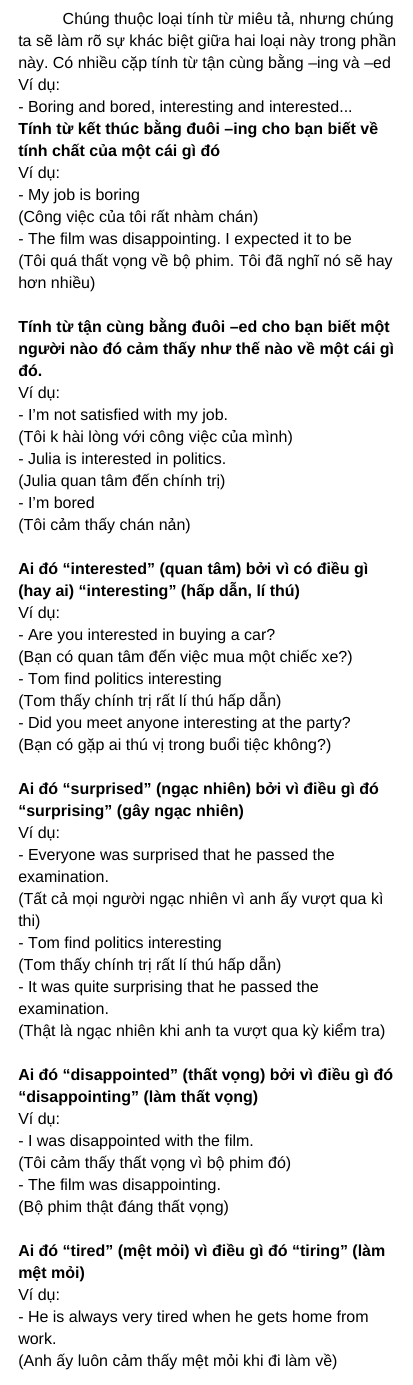 Chúng thuộc loại tính từ miêu tả, nhưng chúng
ta sẽ làm rõ sự khác biệt giữa hai loại này trong phần
này. Có nhiều cặp tính từ tận cùng bằng –ing và –ed
Ví dụ:
- Boring and bored, interesting and interested...
Tính từ kết thúc bằng đuôi –ing cho bạn biết về
tính chất của một cái gì đó
Ví dụ:
- My job is boring
(Công việc của tôi rất nhàm chán)
- The film was disappointing. I expected it to be
(Tôi quá thất vọng về bộ phim. Tôi đã nghĩ nó sẽ hay
hơn nhiều)
Tính từ tận cùng bằng đuôi –ed cho bạn biết một
người nào đó cảm thấy như thế nào về một cái gì
đó.
Ví dụ:
- I’m not satisfied with my job.
(Tôi k hài lòng với công việc của mình)
- Julia is interested in politics.
(Julia quan tâm đến chính trị)
- I’m bored
(Tôi cảm thấy chán nản)
Ai đó “interested” (quan tâm) bởi vì có điều gì
(hay ai) “interesting” (hấp dẫn, lí thú)
Ví dụ:
- Are you interested in buying a car?
(Bạn có quan tâm đến việc mua một chiếc xe?)
- Tom find politics interesting
(Tom thấy chính trị rất lí thú hấp dẫn)
- Did you meet anyone interesting at the party?
(Bạn có gặp ai thú vị trong buổi tiệc không?)
Ai đó “surprised” (ngạc nhiên) bởi vì điều gì đó
“surprising” (gây ngạc nhiên)
Ví dụ:
- Everyone was surprised that he passed the
examination.
(Tất cả mọi người ngạc nhiên vì anh ấy vượt qua kì
thi)
- Tom find politics interesting
(Tom thấy chính trị rất lí thú hấp dẫn)
- It was quite surprising that he passed the
examination.
(Thật là ngạc nhiên khi anh ta vượt qua kỳ kiểm tra)
Ai đó “disappointed” (thất vọng) bởi vì điều gì đó
“disappointing” (làm thất vọng)
Ví dụ:
- I was disappointed with the film.
(Tôi cảm thấy thất vọng vì bộ phim đó)
- The film was disappointing.
(Bộ phim thật đáng thất vọng)
Ai đó “tired” (mệt mỏi) vì điều gì đó “tiring” (làm
mệt mỏi)
Ví dụ:
- He is always very tired when he gets home from
work.
(Anh ấy luôn cảm thấy mệt mỏi khi đi làm về)